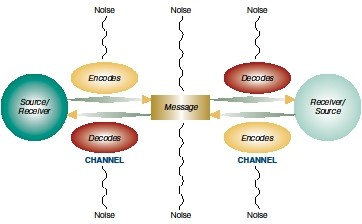 Noise Noise Noise
Encodes Decodes
Source/
Receiver
Message
Receiver/
Source
Decodes Encodes
CHANNEL CHANNEL
Noise Noise Noise